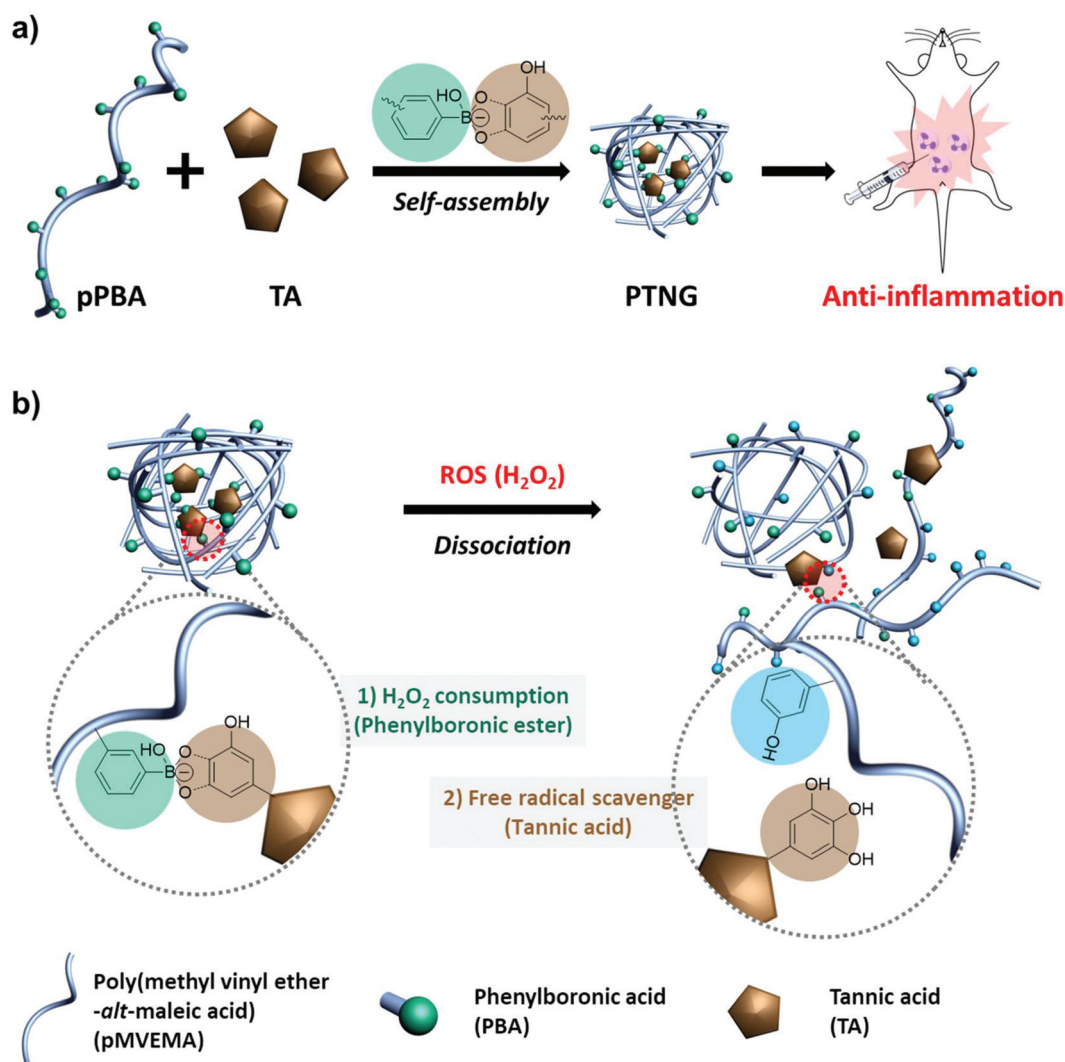 a)
OH
HO
B
O
O
pPBA
+
TA
Self-assembly
PTNG
Anti-inflammation
b)
ROS (H₂O₂)
Dissociation
1) H₂O₂ consumption
(Phenylboronic ester)
OH
HO
B
O
O
2) Free radical scavenger
(Tannic acid)
HO
OH
OH
OH
Poly(methyl vinyl ether
-alt-maleic acid)
(pMVEMA)
Phenylboronic acid
(PBA)
Tannic acid
(TA)